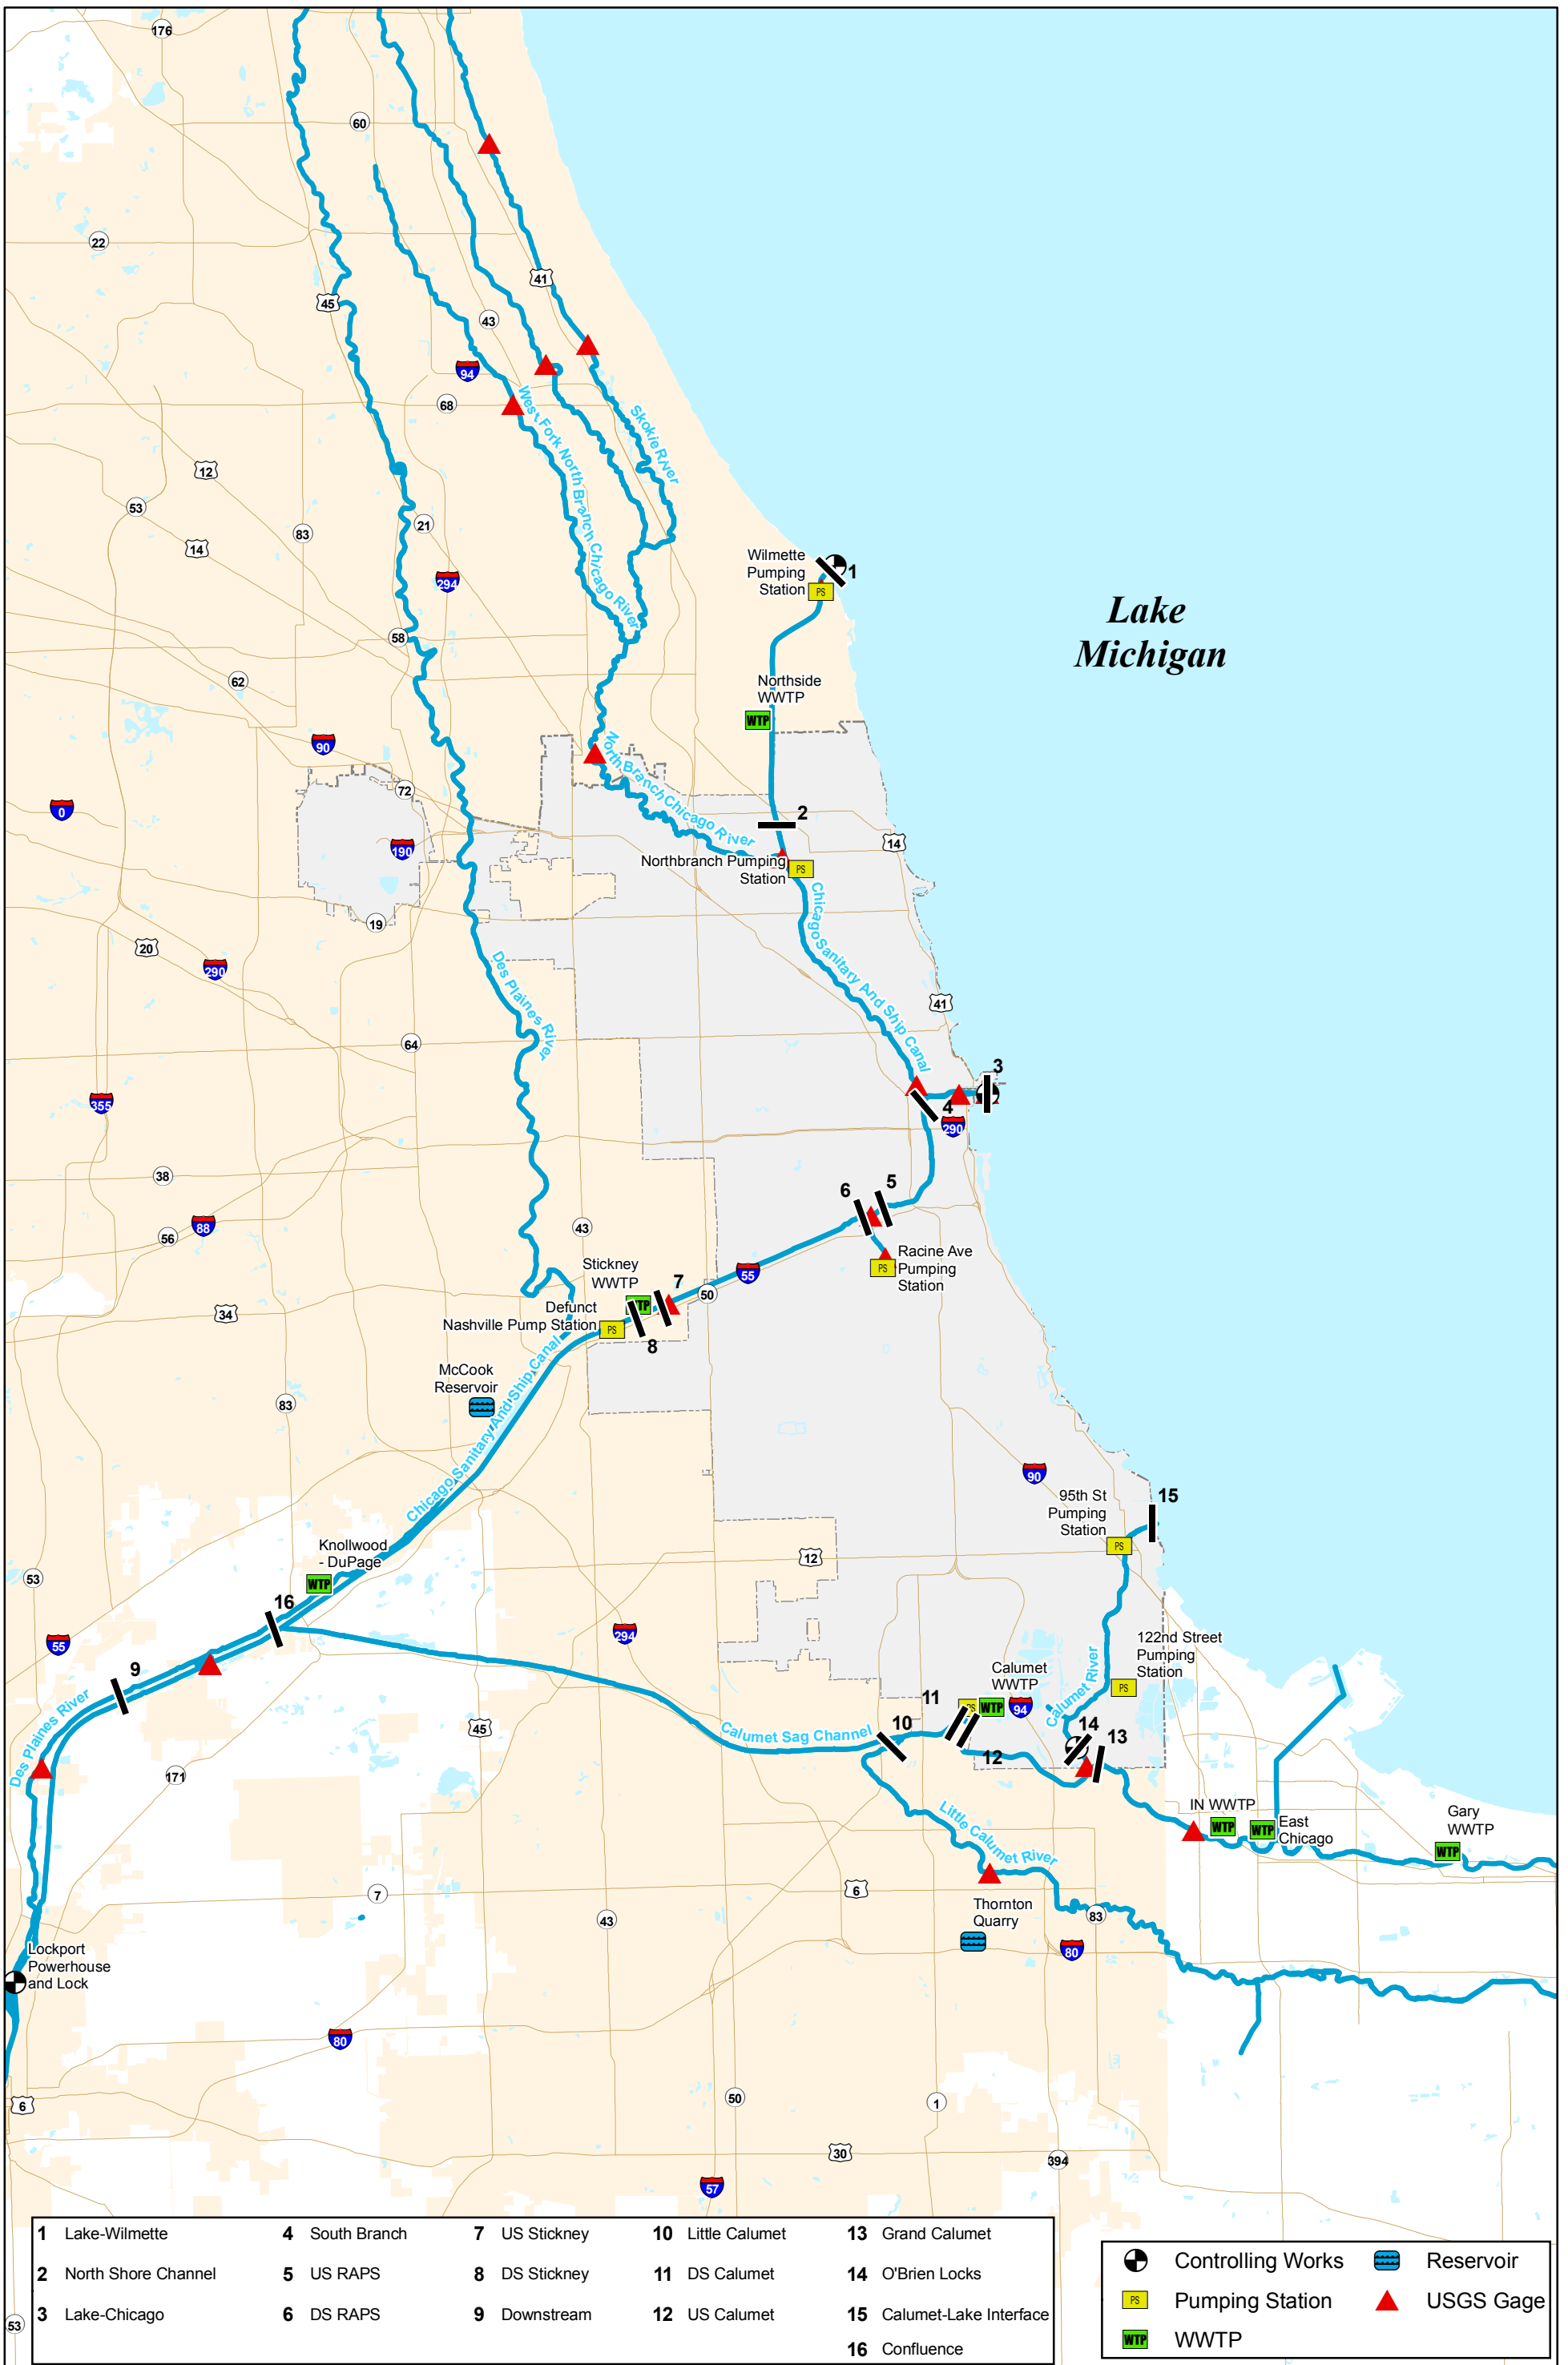 176
60
22
41
45
43
94
68
Skokie River
West Fork North Branch Chicago River
12
53
14
83
21
294
Wilmette
Pumping
Station
PS
1
Lake
Michigan
58
62
Northside
WWTP
WTP
90
North Branch Chicago River
72
0
2
190
14
Northbranch Pumping
Station
PS
Chicago Sanitary And Ship Canal
19
20
290
Des Plaines River
41
64
3
355
4
290
38
6
5
88
56
43
Racine Ave
Pumping
Station
PS
Stickney
WWTP
WTP
7
55
50
34
Defunct
Nashville Pump Station
PS
8
McCook
Reservoir
83
Chicago Sanitary And Ship Canal
90
95th St
Pumping
Station
PS
15
Knollwood
- DuPage
WTP
12
53
16
294
55
122nd Street
Pumping
Station
PS
Calumet River
9
Calumet
WWTP
PS
WTP
94
11
Des Plaines River
45
Calumet Sag Channel
10
14
13
12
171
IN WWTP
WTP
WTP
East
Chicago
Gary
WWTP
WTP
Little Calumet River
7
6
43
Thornton
Quarry
83
80
Lockport
Powerhouse
and Lock
80
6
50
1
30
394
57
53
1 Lake-Wilmette
2 North Shore Channel
3 Lake-Chicago
4 South Branch
5 US RAPS
6 DS RAPS
7 US Stickney
8 DS Stickney
9 Downstream
10 Little Calumet
11 DS Calumet
12 US Calumet
13 Grand Calumet
14 O'Brien Locks
15 Calumet-Lake Interface
16 Confluence
Controlling Works
PS Pumping Station
WTP WWTP
Reservoir
USGS Gage